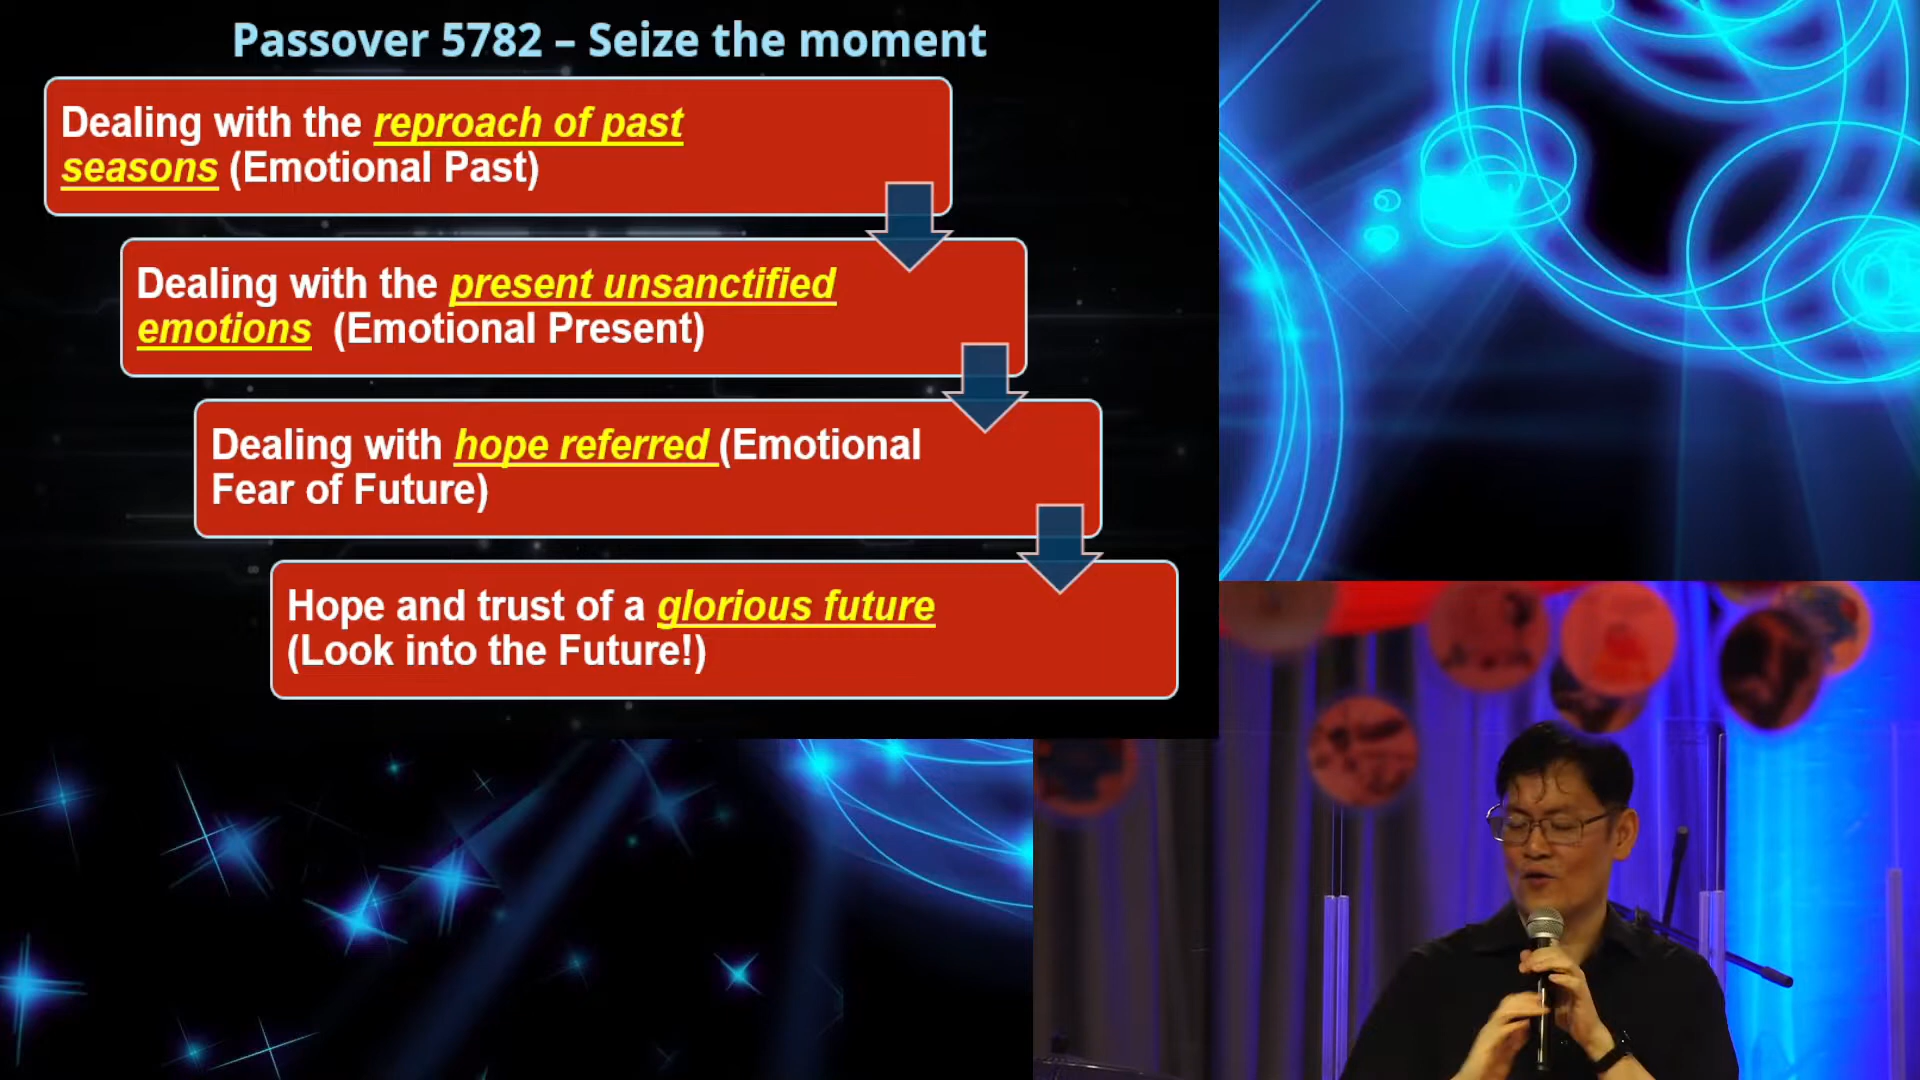 Passover 5782 – Seize the moment
Dealing with the reproach of past
seasons (Emotional Past)
Dealing with the present unsanctified
emotions (Emotional Present)
Dealing with hope referred (Emotional
Fear of Future)
Hope and trust of a glorious future
(Look into the Future!)